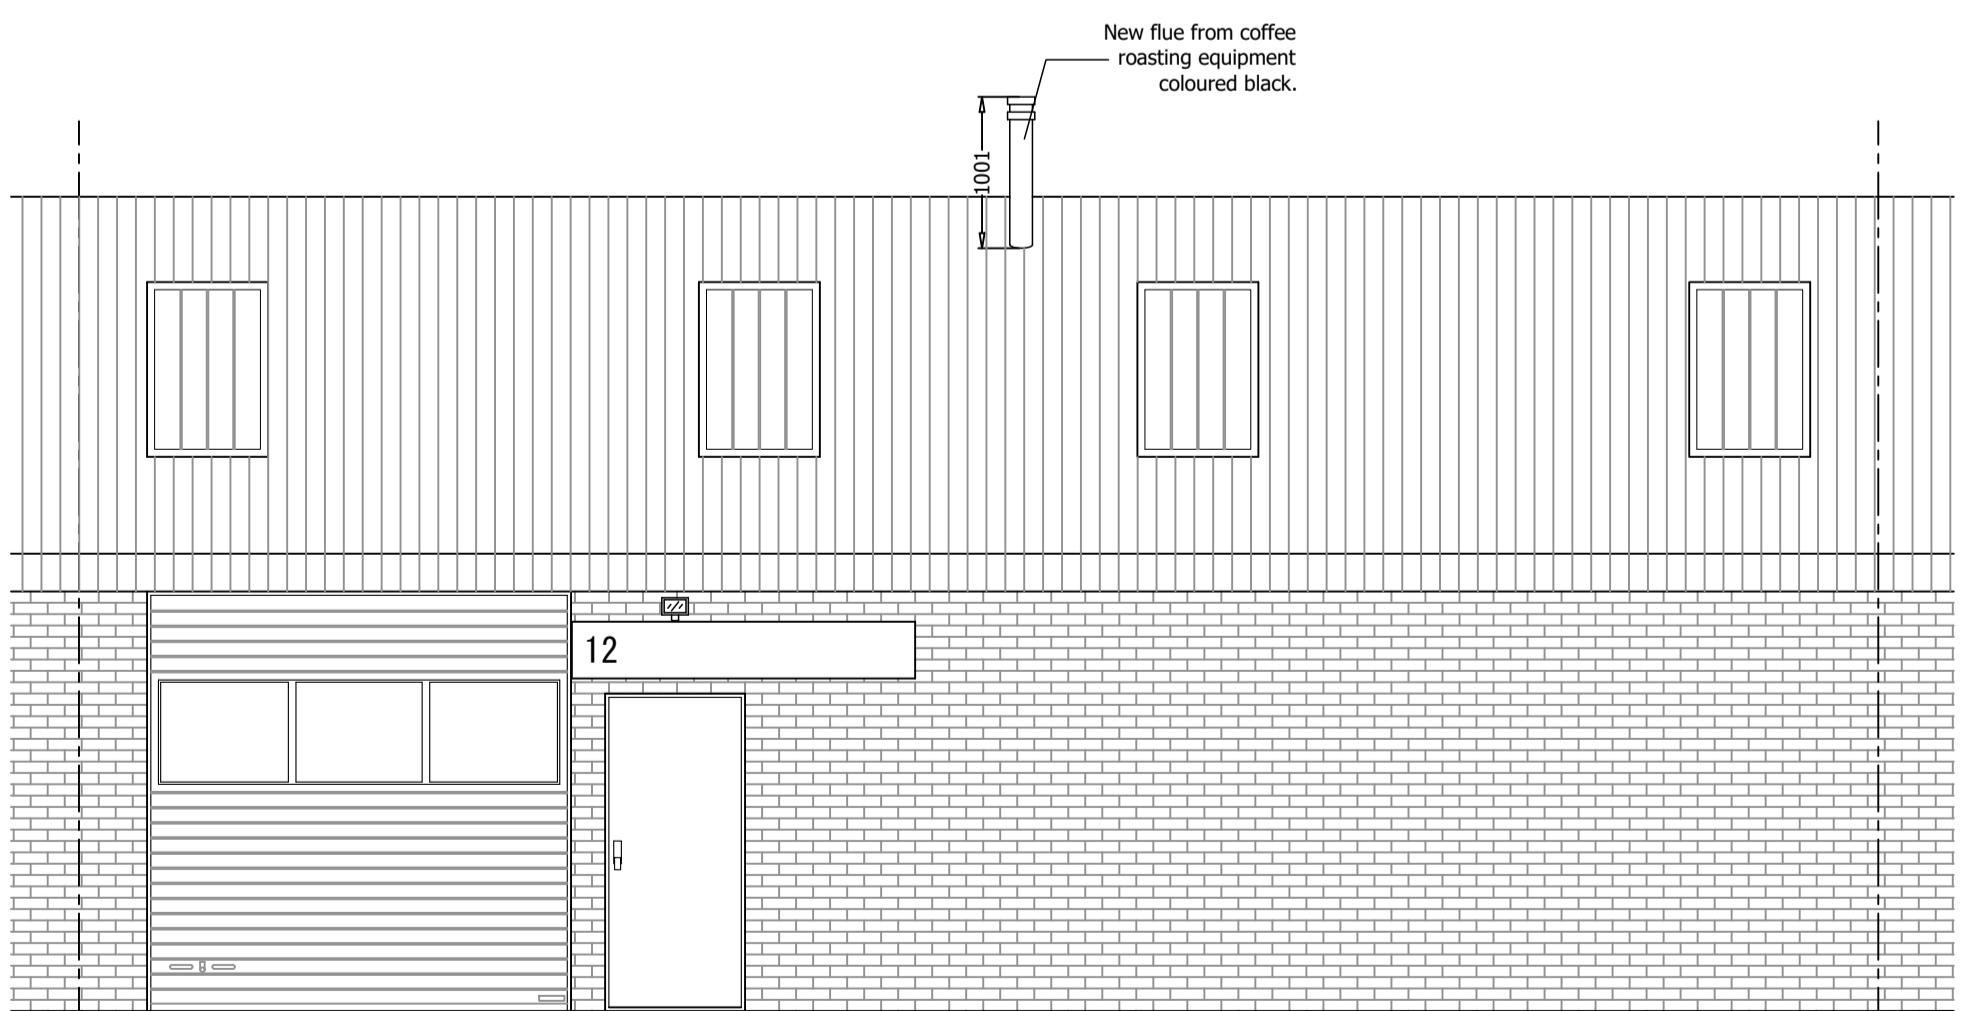 New flue from coffee
roasting equipment
coloured black.
1001
12